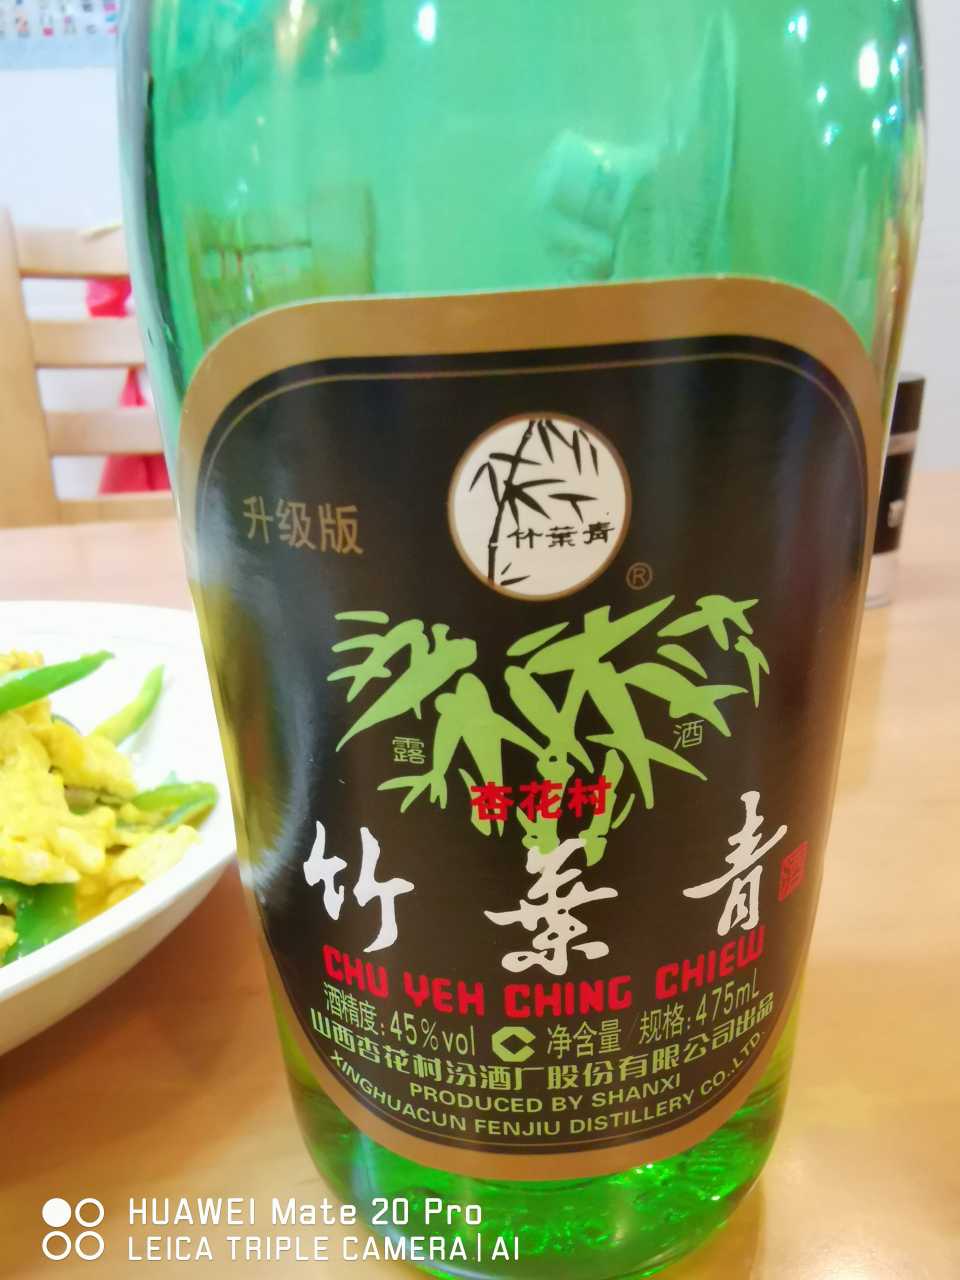 竹葉青
®
升级版
露 酒
杏花村
竹葉青
酒
CHU YEH CHING CHIEW
酒精度:45%vol 净含量/规格:475mL
山西杏花村汾酒厂股份有限公司出品
PRODUCED BY SHANXI
XINGHUACUN FENJIU DISTILLERY CO.,LTD.
HUAWEI Mate 20 Pro
LEICA TRIPLE CAMERA | AI